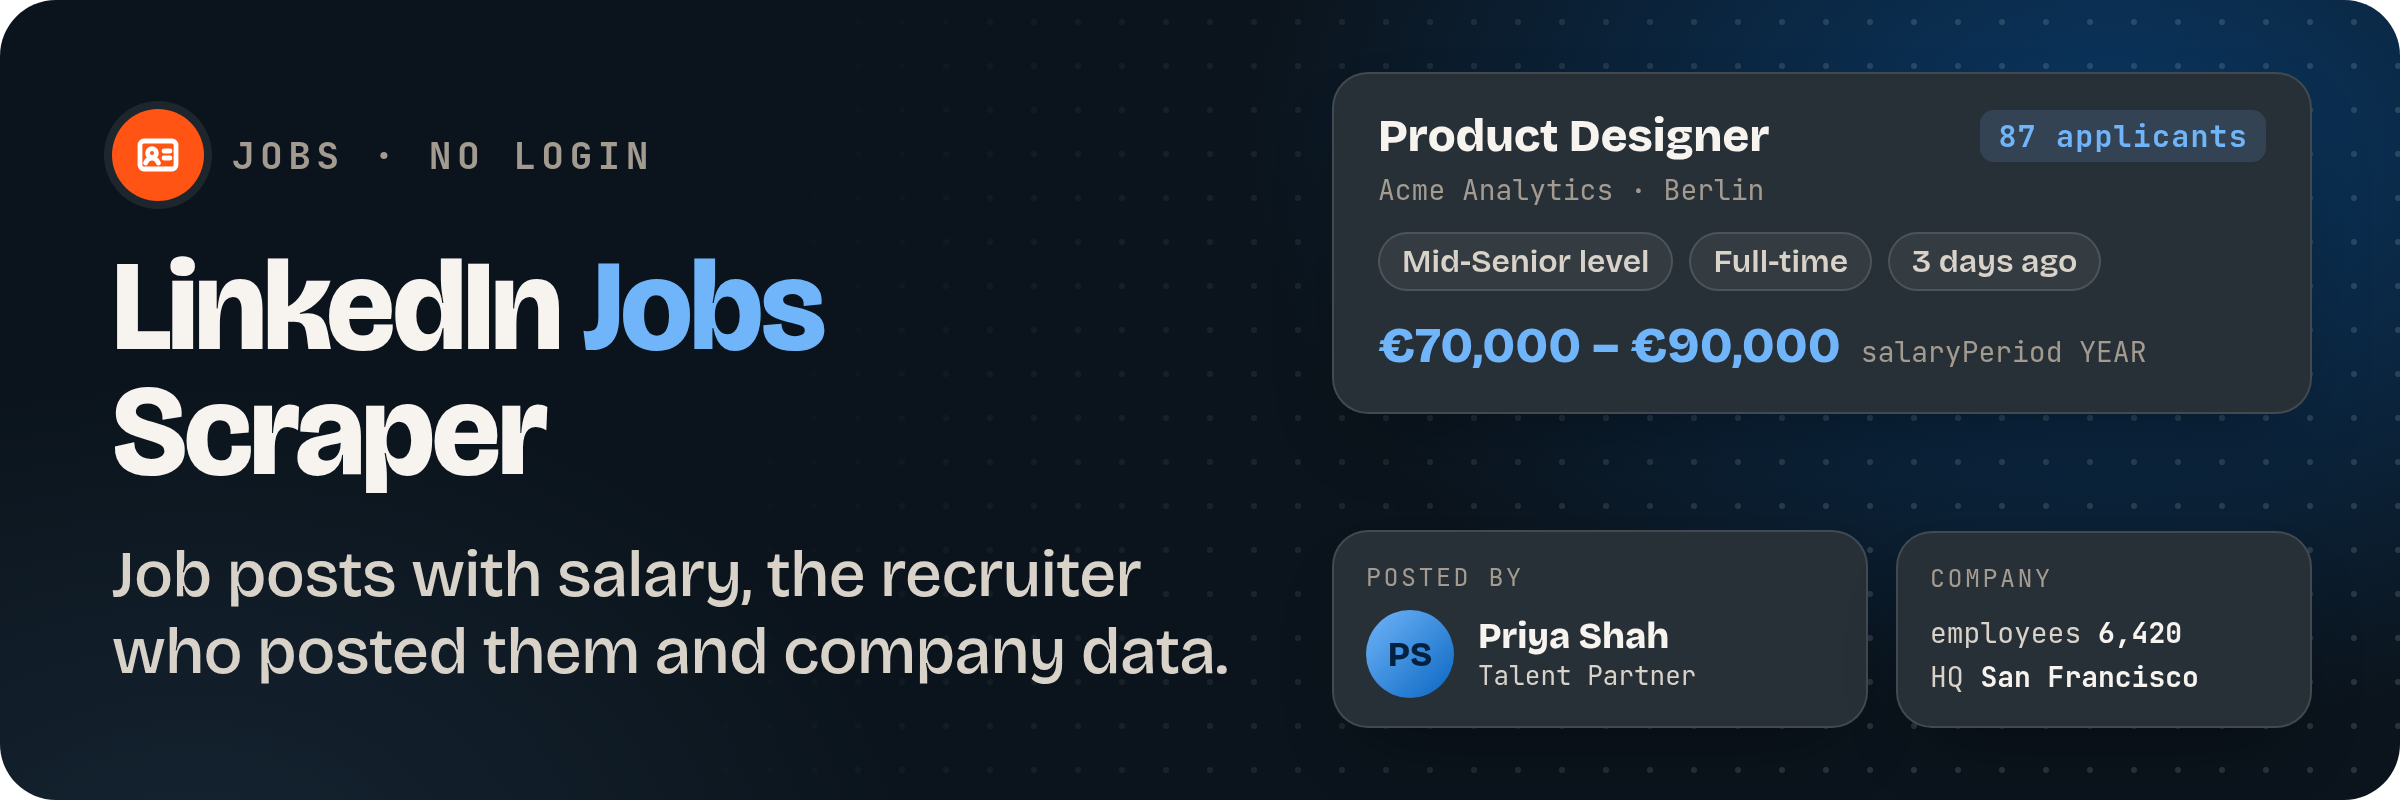 JOBS · NO LOGIN
LinkedIn Jobs
Scraper
Job posts with salary, the recruiter
who posted them and company data.
Product Designer
87 applicants
Acme Analytics · Berlin
Mid-Senior level
Full-time
3 days ago
€70,000 – €90,000 salaryPeriod YEAR
POSTED BY
PS
Priya Shah
Talent Partner
COMPANY
employees 6,420
HQ San Francisco